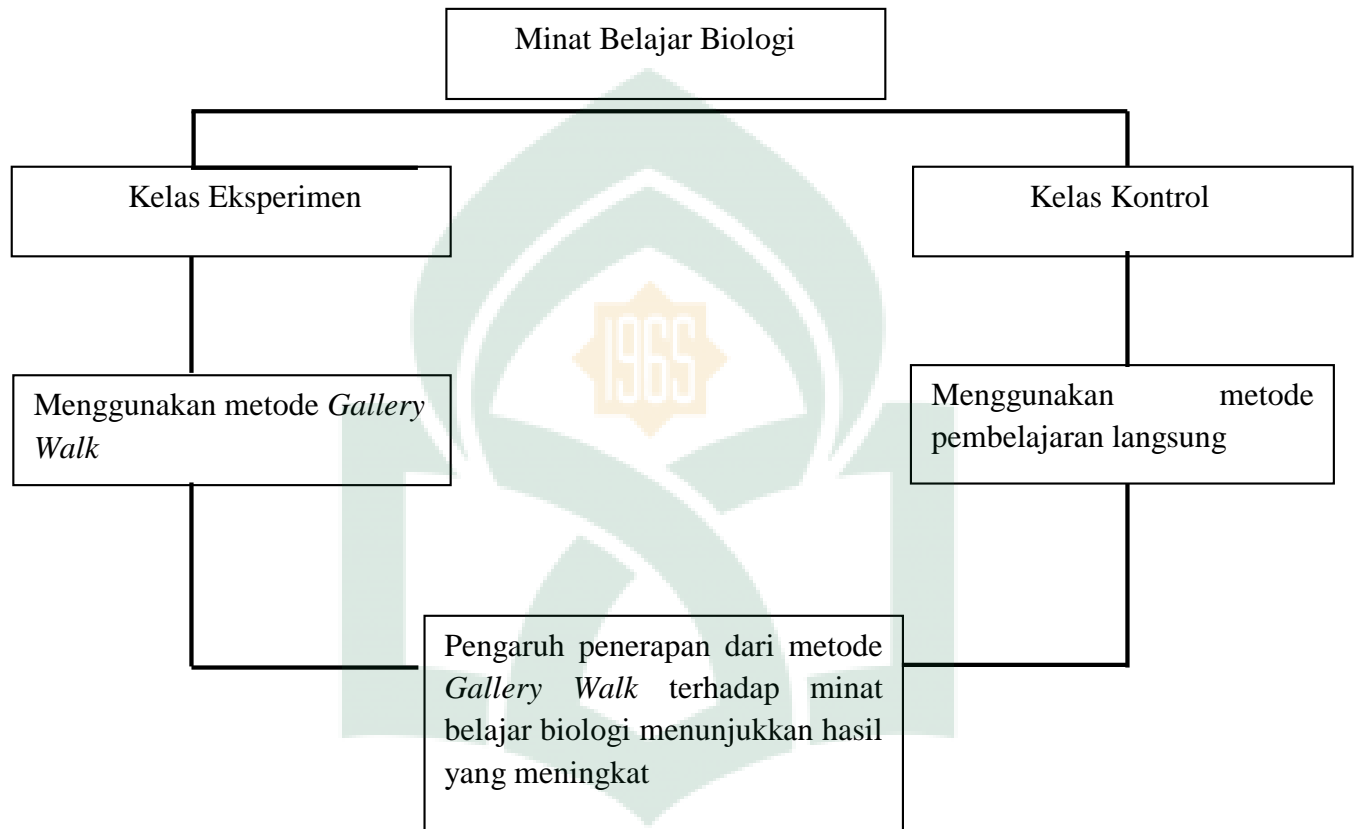 Minat Belajar Biologi
Kelas Eksperimen
Kelas Kontrol
1965
Menggunakan metode Gallery
Walk
Menggunakan metode
pembelajaran langsung
Pengaruh penerapan dari metode
Gallery Walk terhadap minat
belajar biologi menunjukkan hasil
yang meningkat